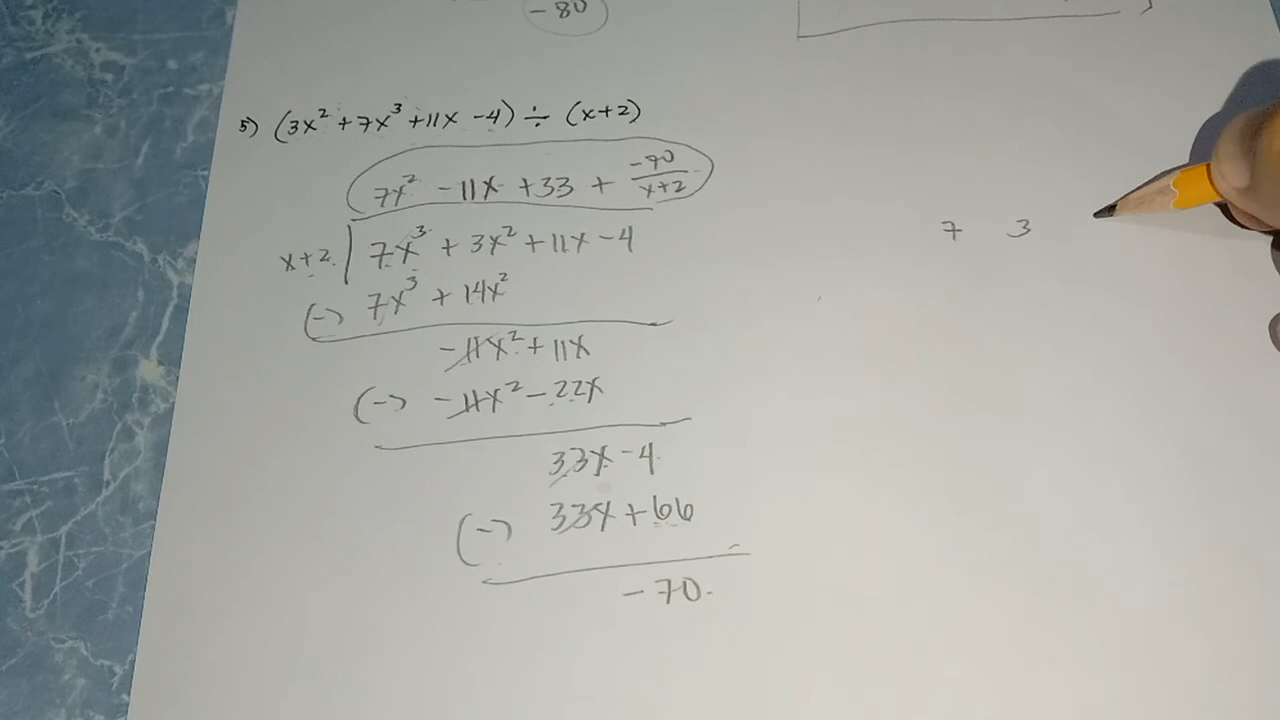 -80
5) (3x² + 7x³ + 11x - 4) ÷ (x+2)
7x² - 11x + 33 + -70/x+2
x+2 | 7x³ + 3x² + 11x - 4
(-) 7x³ + 14x²
-11x² + 11x
(-) -11x² - 22x
33x - 4
(-) 33x + 66
-70
7 3